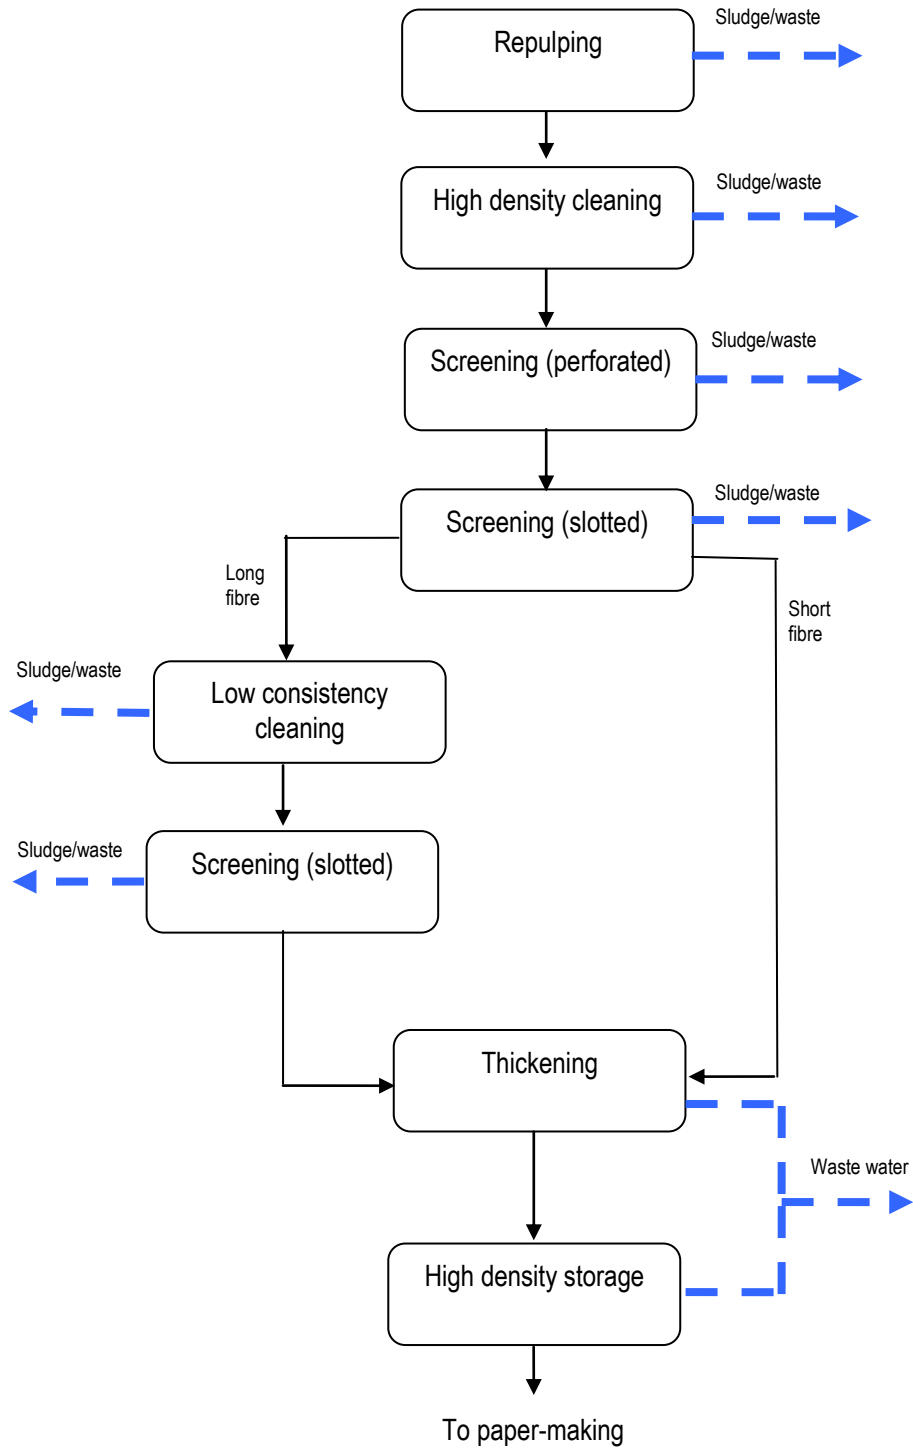 Sludge/waste
Repulping
Sludge/waste
High density cleaning
Sludge/waste
Screening (perforated)
Sludge/waste
Screening (slotted)
Long
fibre
Short
fibre
Sludge/waste
Low consistency
cleaning
Sludge/waste
Screening (slotted)
Thickening
Waste water
High density storage
To paper-making